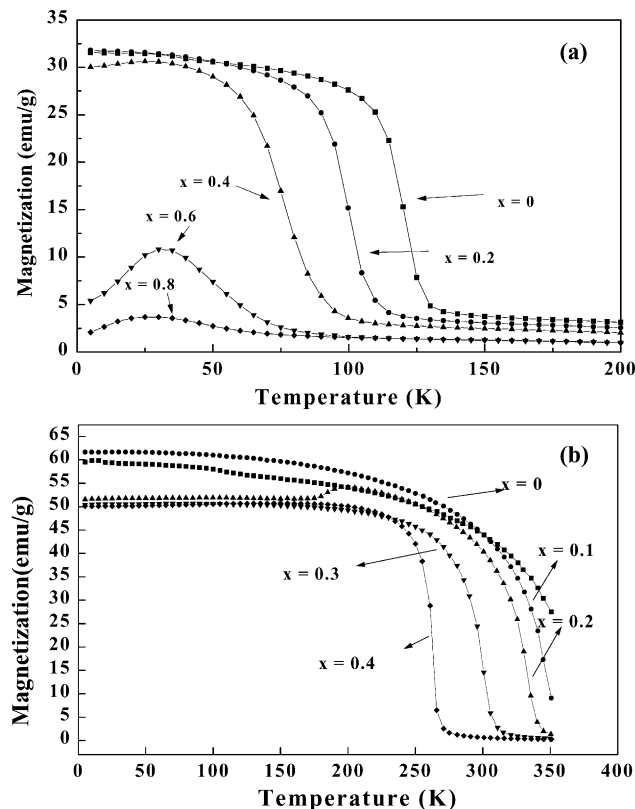 (a)
35
30
25
20
15
10
5
0
Magnetization (emu/g)
x = 0.4
x = 0
x = 0.6
x = 0.2
x = 0.8
0 50 100 150 200
Temperature (K)
(b)
65
60
55
50
45
40
35
30
25
20
15
10
5
0
Magnetization(emu/g)
x = 0
x = 0.1
x = 0.3
x = 0.2
x = 0.4
0 50 100 150 200 250 300 350 400
Temperature (K)